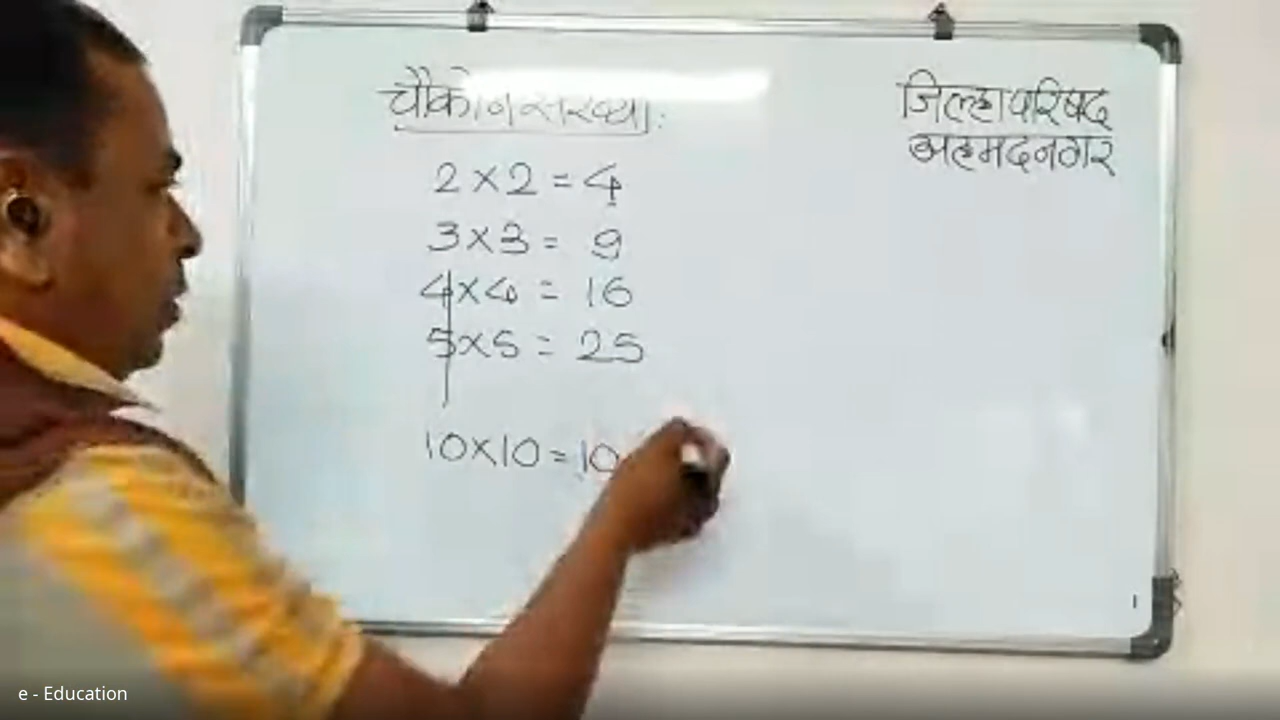 चौकोन संख्या:
2×2=4
3×3= 9
4×4 = 16
5×5 = 25
10×10=10
जिल्हा परिषद
अहमदनगर
e - Education